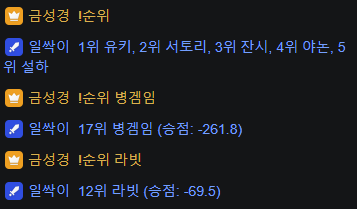 금성경 !순위
일싹이 1위 유키, 2위 서토리, 3위 잔시, 4위 야논, 5
위 설하
금성경 !순위 병겜임
일싹이 17위 병겜임 (승점: -261.8)
금성경 !순위 라빗
일싹이 12위 라빗 (승점: -69.5)